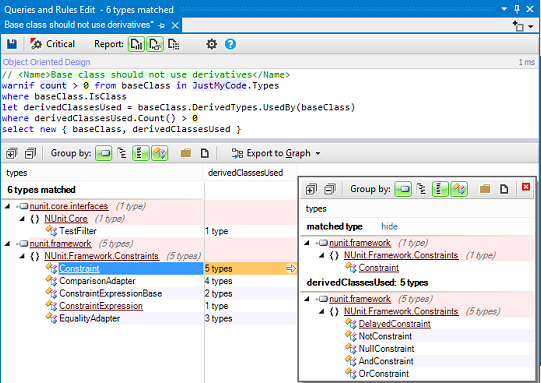 Queries and Rules Edit  - 6 types matched
Base class should not use derivatives*
Critical Report:
Object Oriented Design 1 ms
// <Name>Base class should not use derivatives</Name>
warnif count > 0 from baseClass in JustMyCode.Types
where baseClass.IsClass
let derivedClassesUsed = baseClass.DerivedTypes.UsedBy(baseClass)
where derivedClassesUsed.Count() > 0
select new { baseClass, derivedClassesUsed }
Group by: Export to Graph
types derivedClassesUsed
6 types matched
nunit.core.interfaces (1 type)
{ } NUnit.Core (1 type)
TestFilter 1 type
nunit.framework (5 types)
{ } NUnit.Framework.Constraints (5 types)
Constraint 5 types
ComparisonAdapter 4 types
ConstraintExpressionBase 2 types
ConstraintExpression 1 types
EqualityAdapter 3 types
Group by:
types
matched type hide
nunit.framework (1 type)
{ } NUnit.Framework.Constraints (1 type)
Constraint
derivedClassesUsed: 5 types
nunit.framework (5 types)
{ } NUnit.Framework.Constraints (5 types)
DelayedConstraint
NotConstraint
NullConstraint
AndConstraint
OrConstraint